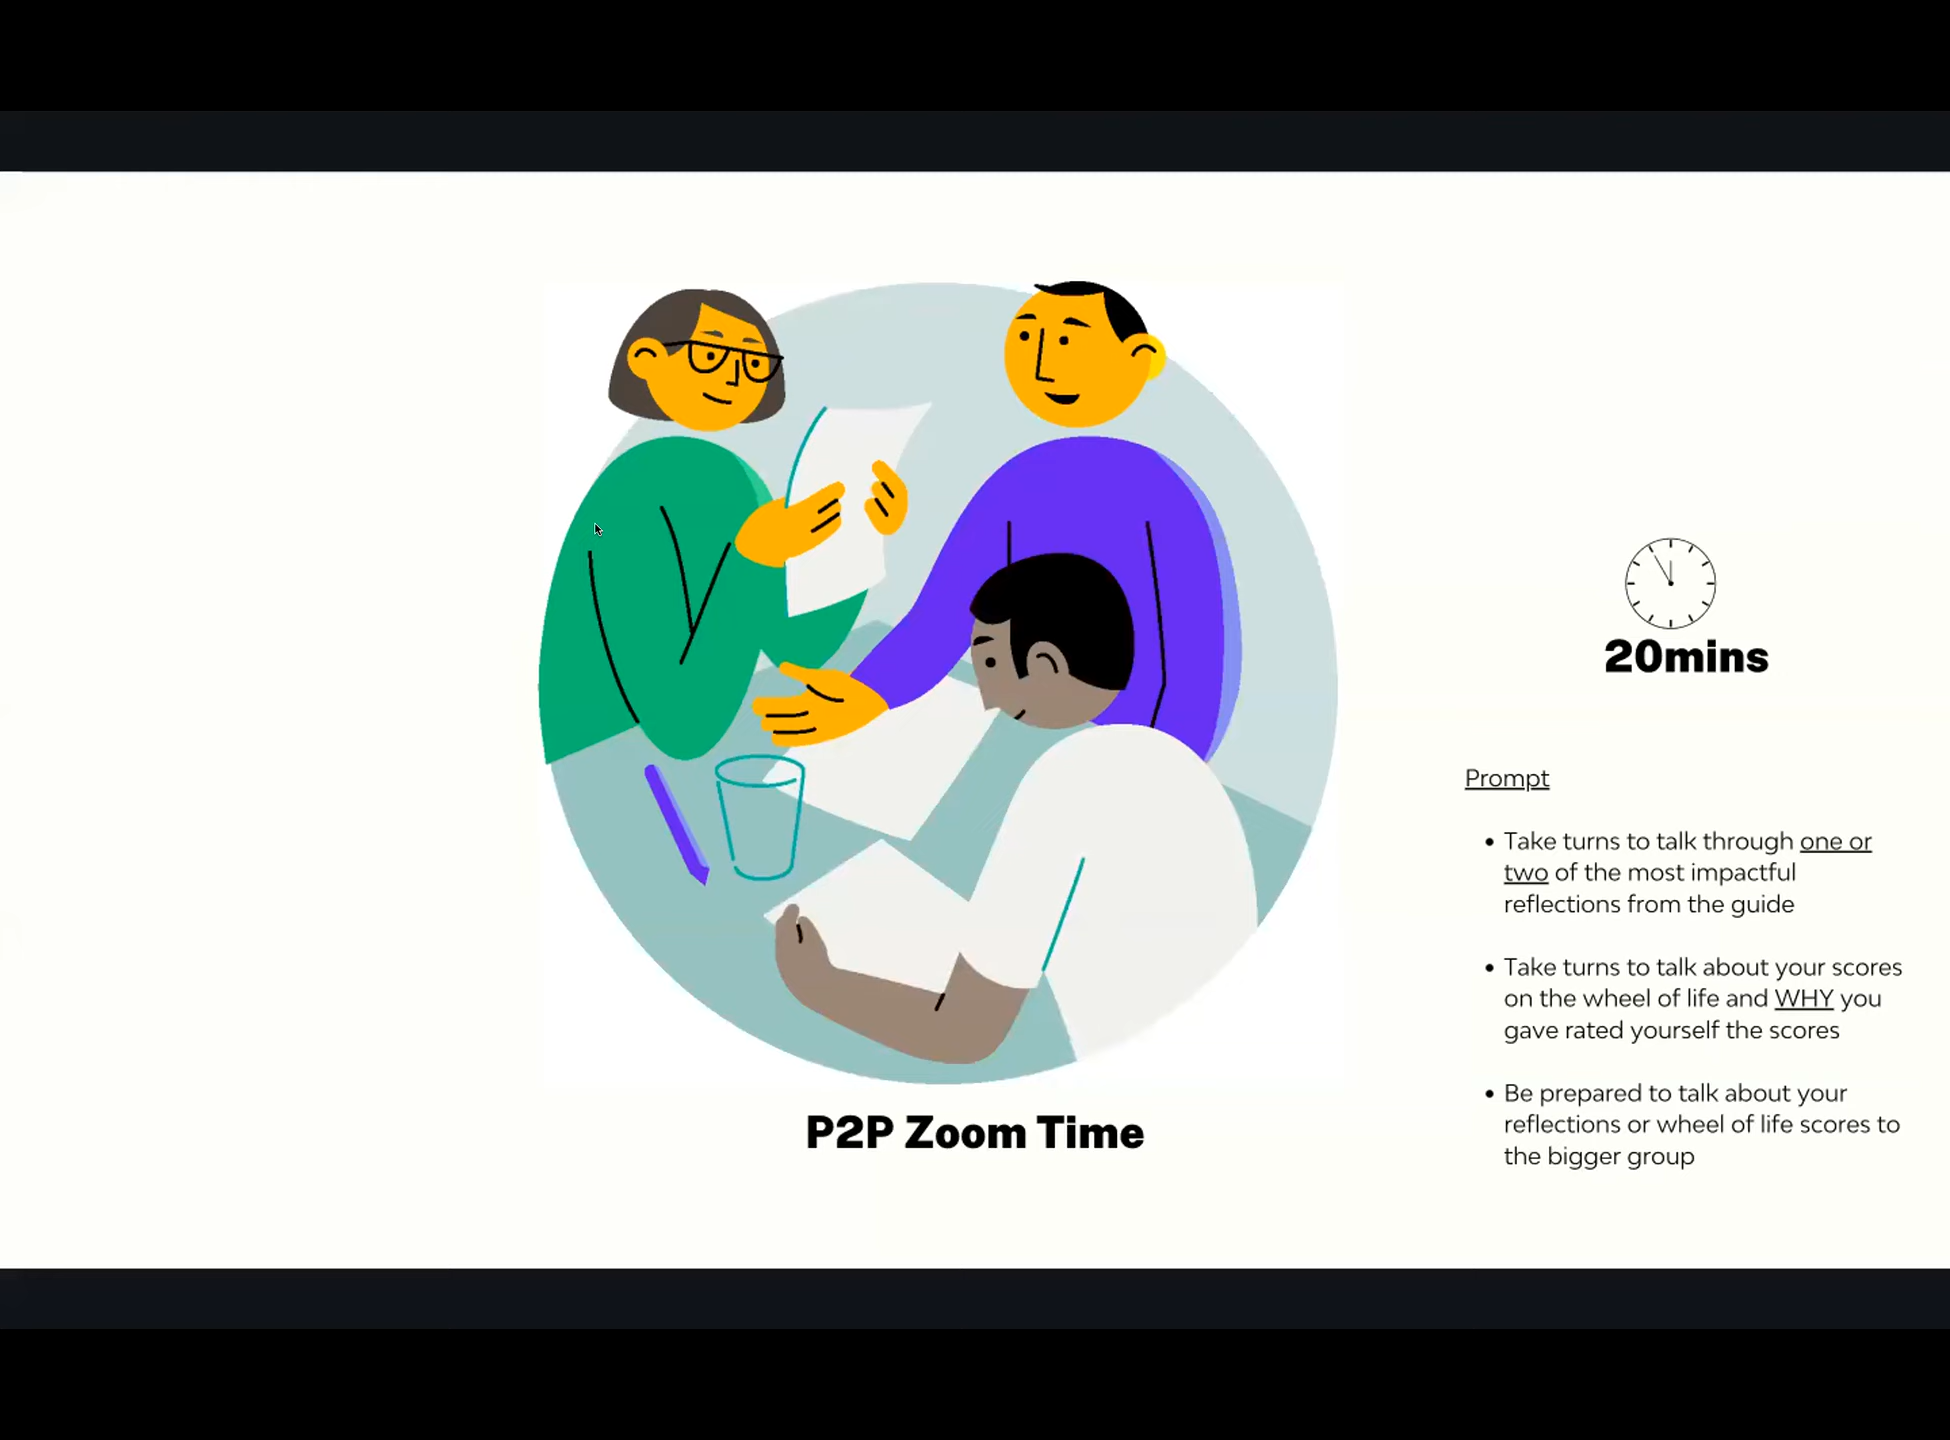 20mins
Prompt
Take turns to talk through one or
two of the most impactful
reflections from the guide
Take turns to talk about your scores
on the wheel of life and WHY you
gave rated yourself the scores
Be prepared to talk about your
reflections or wheel of life scores to
the bigger group
P2P Zoom Time